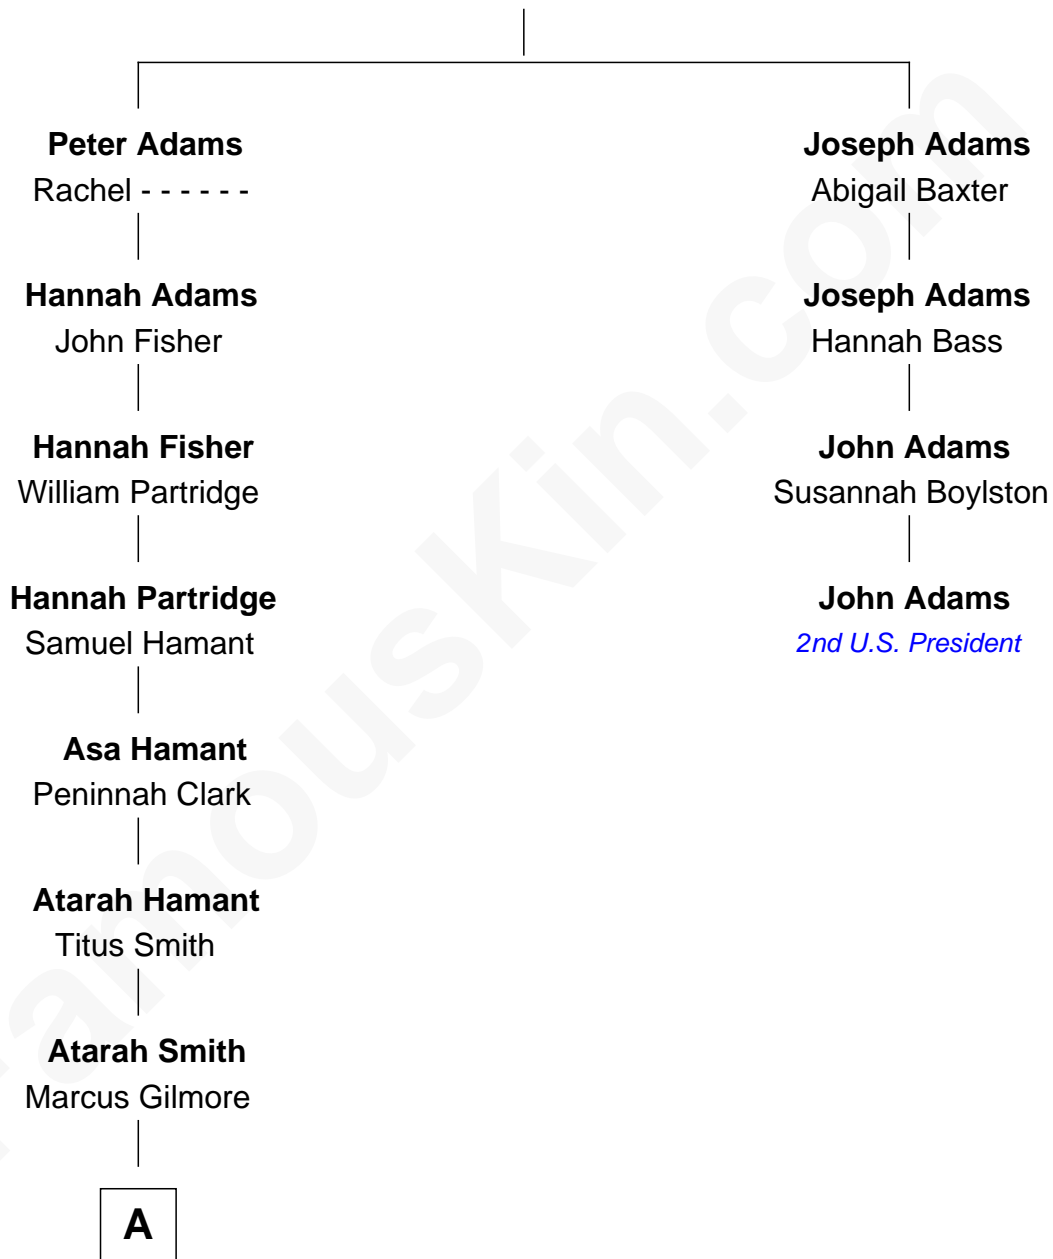 Peter Adams
Rachel - - - - - -
Hannah Adams
John Fisher
Hannah Fisher
William Partridge
Hannah Partridge
Samuel Hamant
Asa Hamant
Peninnah Clark
Atarah Hamant
Titus Smith
Atarah Smith
Marcus Gilmore
A
Joseph Adams
Abigail Baxter
Joseph Adams
Hannah Bass
John Adams
Susannah Boylston
John Adams
2nd U.S. President
FamousKin.com